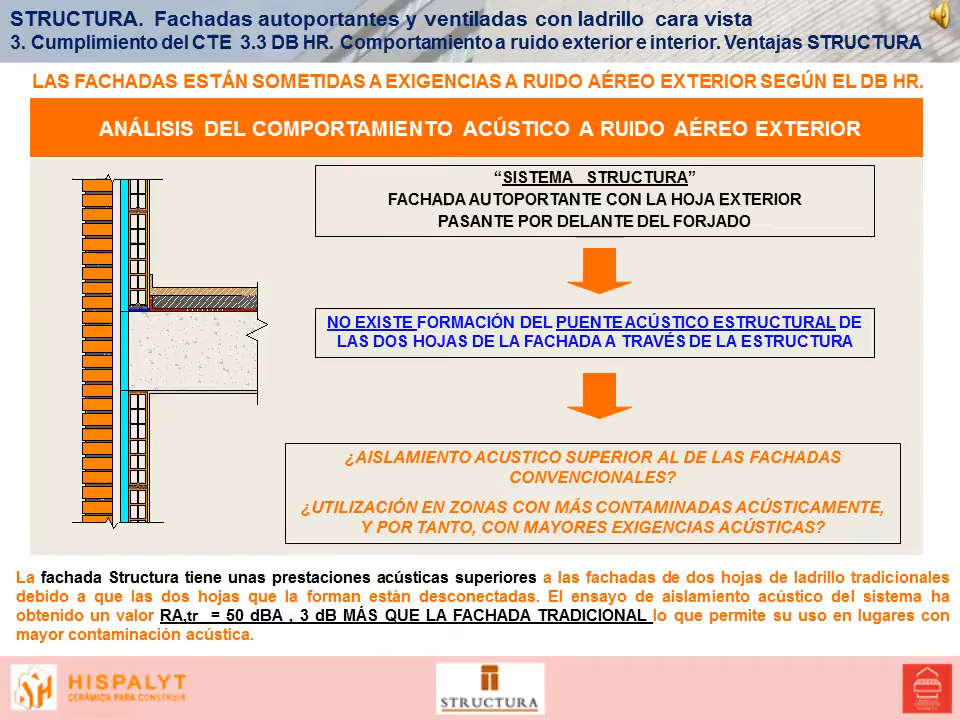 STRUCTURA. Fachadas autoportantes y ventiladas con ladrillo cara vista
3. Cumplimiento del CTE 3.3 DB HR. Comportamiento a ruido exterior e interior. Ventajas STRUCTURA
LAS FACHADAS ESTÁN SOMETIDAS A EXIGENCIAS A RUIDO AÉREO EXTERIOR SEGÚN EL DB HR.
ANÁLISIS DEL COMPORTAMIENTO ACÚSTICO A RUIDO AÉREO EXTERIOR
“SISTEMA STRUCTURA”
FACHADA AUTOPORTANTE CON LA HOJA EXTERIOR
PASANTE POR DELANTE DEL FORJADO
NO EXISTE FORMACIÓN DEL PUENTE ACÚSTICO ESTRUCTURAL DE
LAS DOS HOJAS DE LA FACHADA A TRAVÉS DE LA ESTRUCTURA
¿AISLAMIENTO ACUSTICO SUPERIOR AL DE LAS FACHADAS
CONVENCIONALES?
¿UTILIZACIÓN EN ZONAS CON MÁS CONTAMINADAS ACÚSTICAMENTE,
Y POR TANTO, CON MAYORES EXIGENCIAS ACÚSTICAS?
La fachada Structura tiene unas prestaciones acústicas superiores a las fachadas de dos hojas de ladrillo tradicionales
debido a que las dos hojas que la forman están desconectadas. El ensayo de aislamiento acústico del sistema ha
obtenido un valor RA,tr = 50 dBA , 3 dB MÁS QUE LA FACHADA TRADICIONAL lo que permite su uso en lugares con
mayor contaminación acústica.
HISPALYT
CERÁMICA PARA CONSTRUIR
STRUCTURA